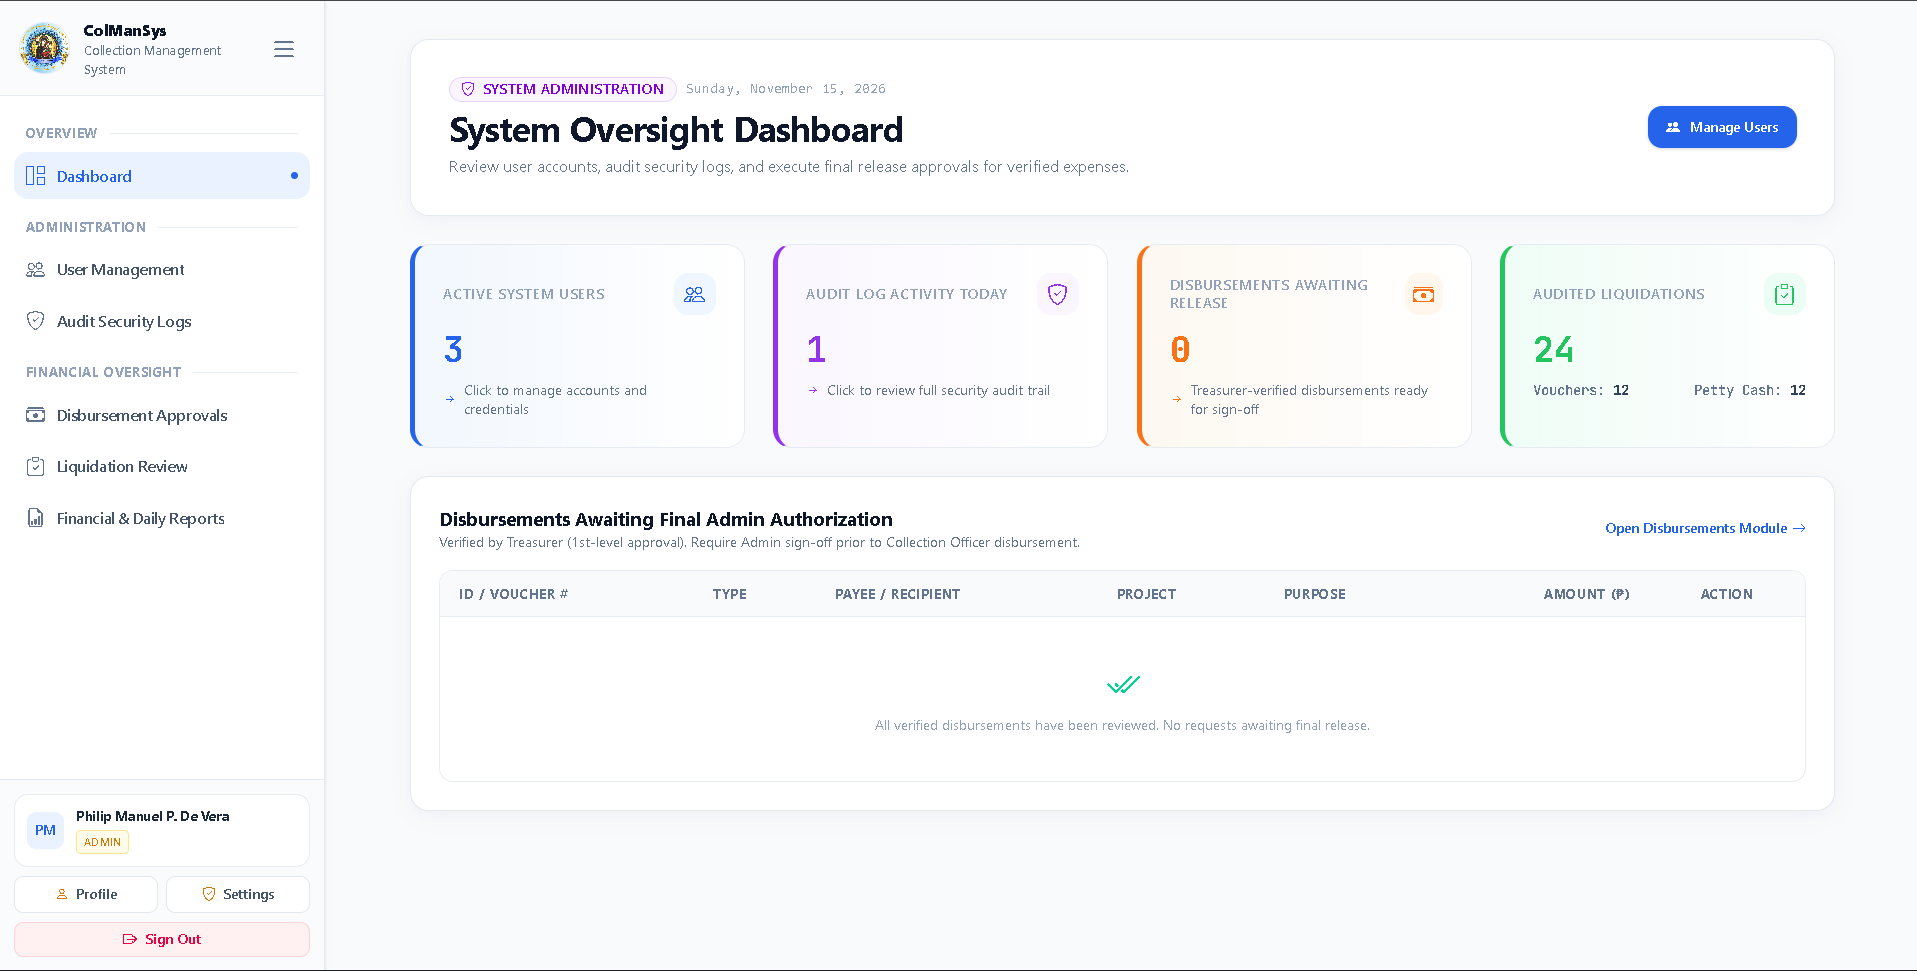 ColManSys
Collection Management
System
OVERVIEW
Dashboard
ADMINISTRATION
User Management
Audit Security Logs
FINANCIAL OVERSIGHT
Disbursement Approvals
Liquidation Review
Financial & Daily Reports
PM
Philip Manuel P. De Vera
ADMIN
Profile
Settings
Sign Out
SYSTEM ADMINISTRATION
Sunday, November 15, 2026
System Oversight Dashboard
Review user accounts, audit security logs, and execute final release approvals for verified expenses.
Manage Users
ACTIVE SYSTEM USERS
3
→ Click to manage accounts and
credentials
AUDIT LOG ACTIVITY TODAY
1
→ Click to review full security audit trail
DISBURSEMENTS AWAITING
RELEASE
0
→ Treasurer-verified disbursements ready
for sign-off
AUDITED LIQUIDATIONS
24
Vouchers: 12
Petty Cash: 12
Disbursements Awaiting Final Admin Authorization
Verified by Treasurer (1st-level approval). Require Admin sign-off prior to Collection Officer disbursement.
Open Disbursements Module →
ID / VOUCHER # TYPE PAYEE / RECIPIENT PROJECT PURPOSE AMOUNT (₱) ACTION
All verified disbursements have been reviewed. No requests awaiting final release.